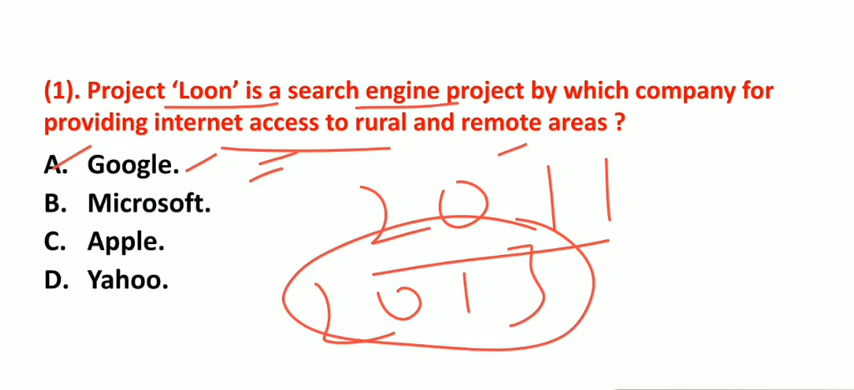 (1). Project ‘Loon’ is a search engine project by which company for
providing internet access to rural and remote areas ?
A. Google.
B. Microsoft.
C. Apple.
D. Yahoo.
2011
2013